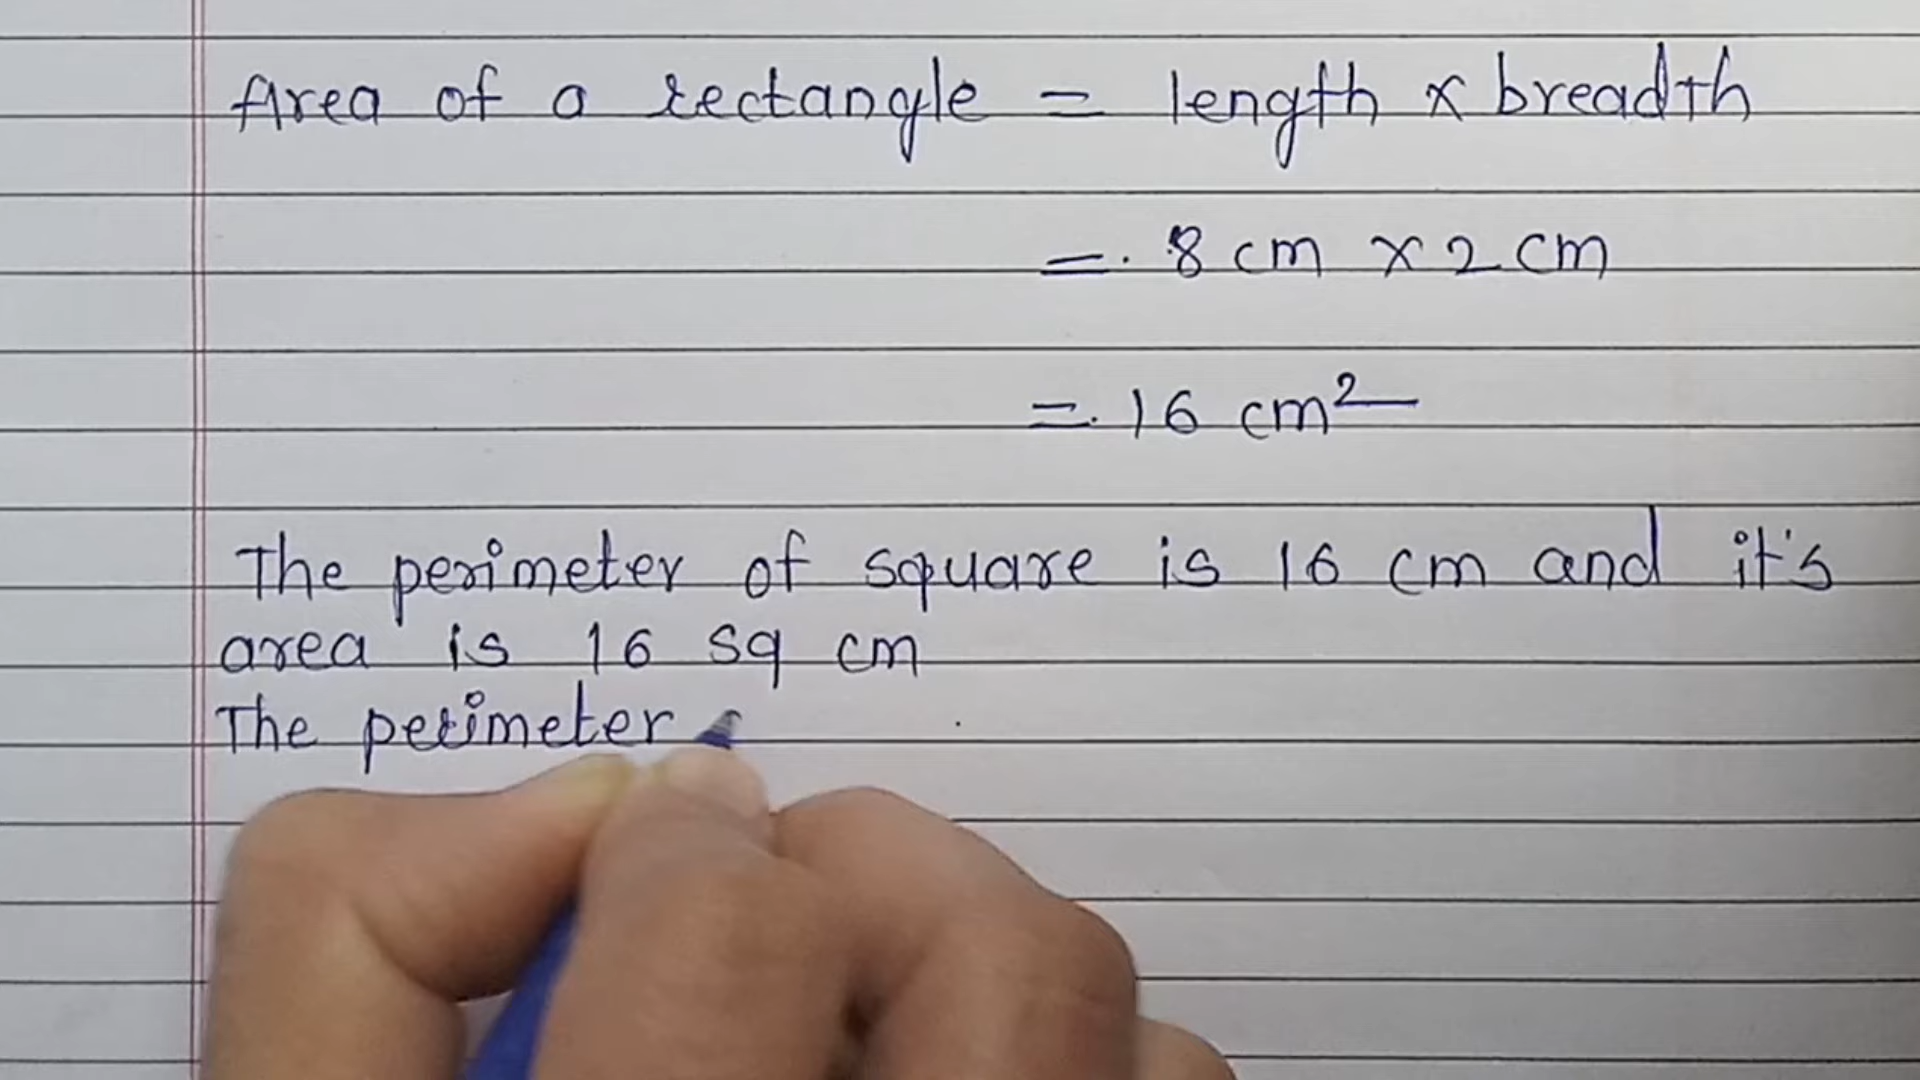 Area of a rectangle = length x breadth
= 8 cm x 2 cm
= 16 cm²
The perimeter of square is 16 cm and it's
area is 16 sq cm
The perimeter